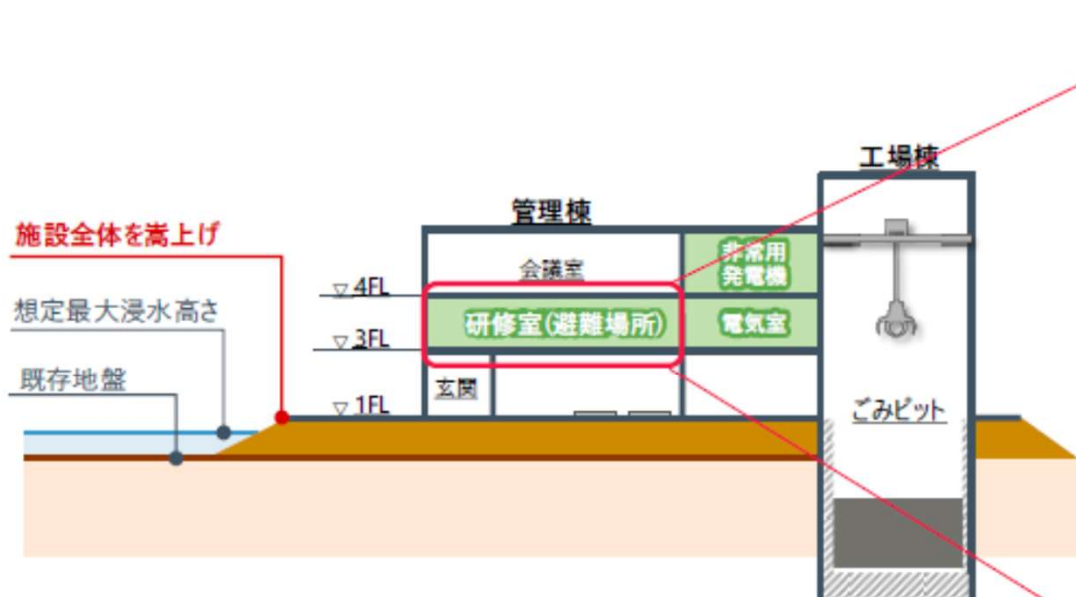 工場棟
管理棟
施設全体を嵩上げ
非常用
発電機
会議室
▽4FL
想定最大浸水高さ
研修室(避難場所)
電気室
▽3FL
既存地盤
玄関
▽1FL
ごみピット